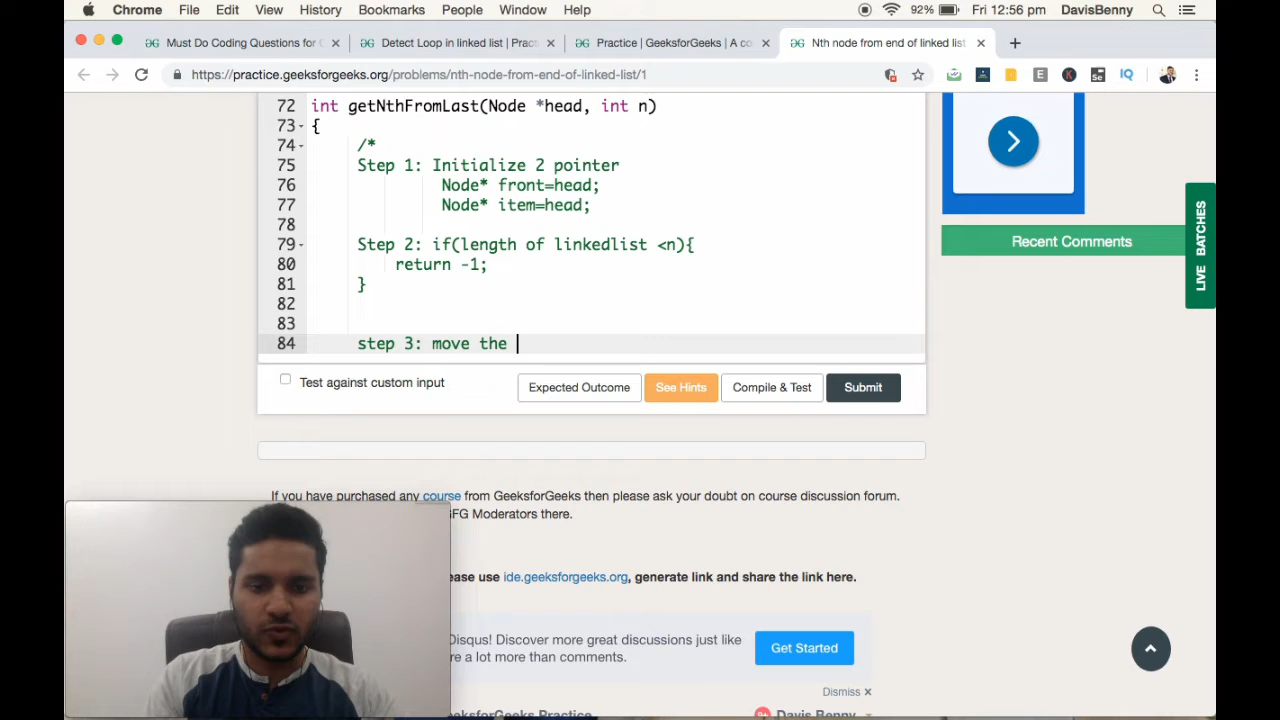 Chrome File Edit View History Bookmarks People Window Help 92% Fri 12:56 pm DavisBenny
Must Do Coding Questions for
Detect Loop in linked list | Pract
Practice | GeeksforGeeks | A co
Nth node from end of linked list
https://practice.geeksforgeeks.org/problems/nth-node-from-end-of-linked-list/1
72 int getNthFromLast(Node *head, int n)
73 {
74 /*
75 Step 1: Initialize 2 pointer
76 Node* front=head;
77 Node* item=head;
78
79 Step 2: if(length of linkedlist <n){
80 return -1;
81 }
82
83
84 step 3: move the
Recent Comments
LIVE BATCHES
Test against custom input
Expected Outcome
See Hints
Compile & Test
Submit
If you have purchased any course from GeeksforGeeks then please ask your doubt on course discussion forum.
GFG Moderators there.
ease use ide.geeksforgeeks.org, generate link and share the link here.
Disqus! Discover more great discussions just like
re a lot more than comments.
Get Started
Dismiss ×
eksforGeeks Practice
Davis Benny